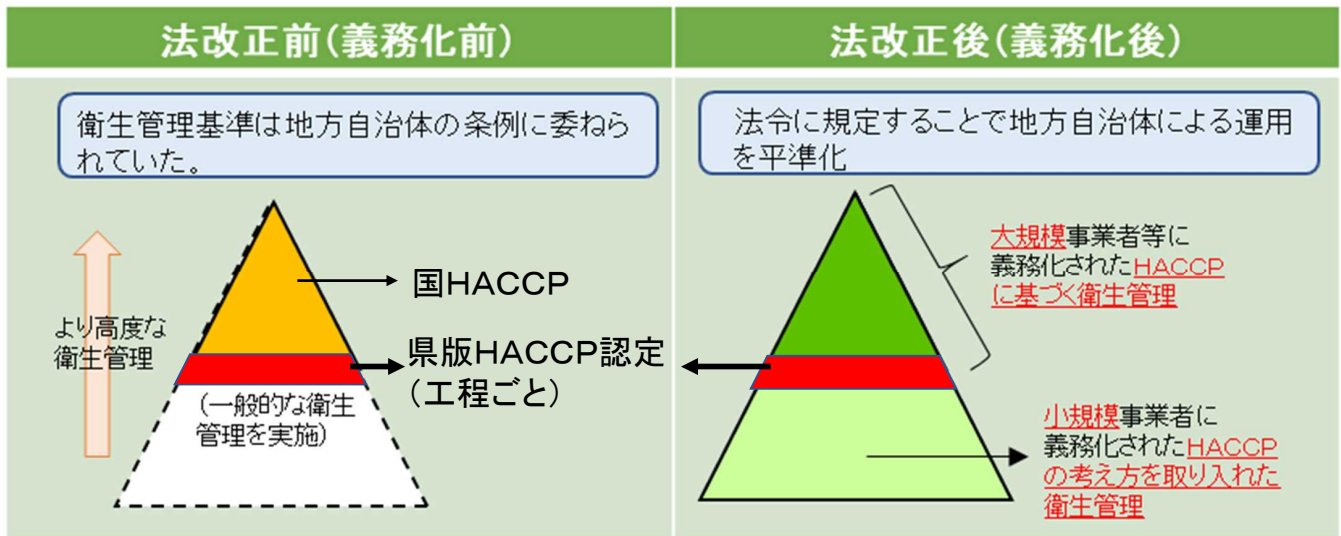 法改正前(義務化前)
法改正後(義務化後)
衛生管理基準は地方自治体の条例に委ねら
れていた。
法令に規定することで地方自治体による運用
を平準化
より高度な
衛生管理
国HACCP
県版HACCP認定
(工程ごと)
(一般的な衛生
管理を実施)
大規模事業者等に
義務化されたHACCP
に基づく衛生管理
小規模事業者に
義務化されたHACCP
の考え方を取り入れた
衛生管理